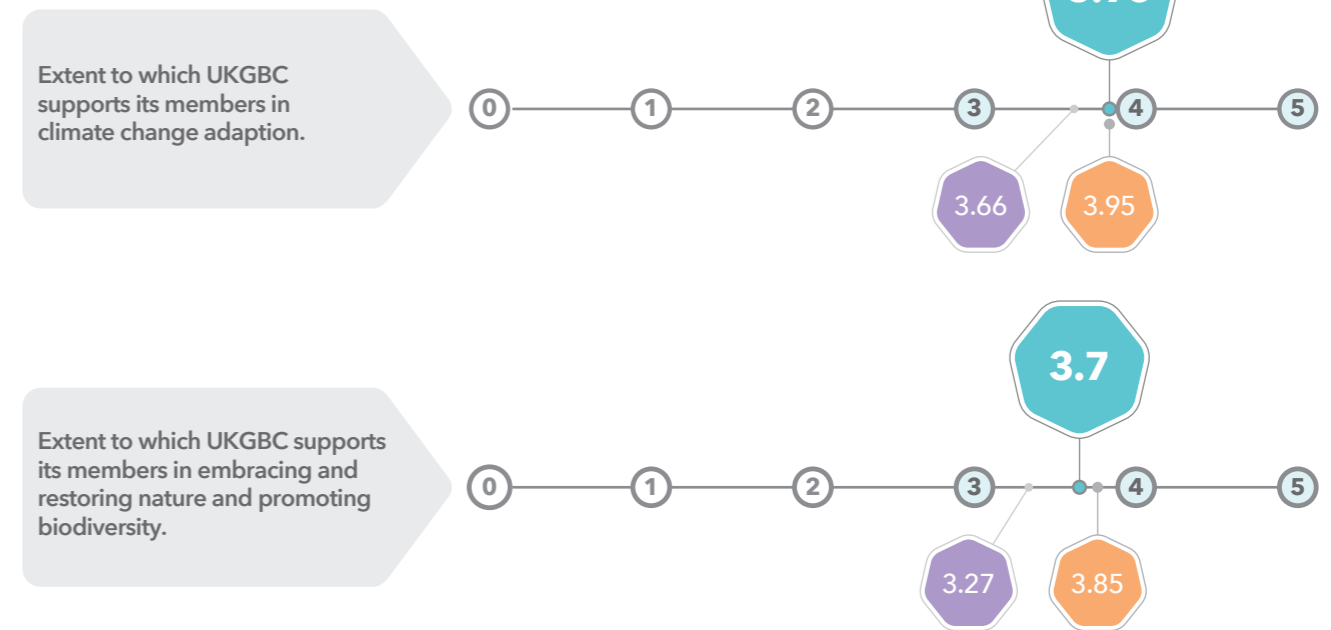 Extent to which UKGBC
supports its members in
climate change adaption.
0 1 2 3 4 5
3.66 3.95
3.7
Extent to which UKGBC supports
its members in embracing and
restoring nature and promoting
biodiversity.
0 1 2 3 4 5
3.27 3.85